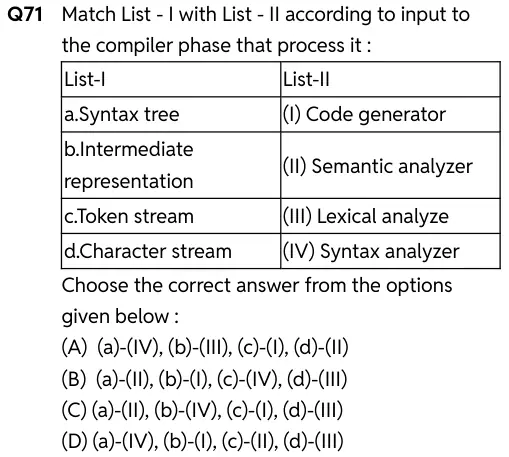 Q71 Match List - I with List - II according to input to
the compiler phase that process it :
List-I List-II
a.Syntax tree (I) Code generator
b.Intermediate
representation (II) Semantic analyzer
c.Token stream (III) Lexical analyze
d.Character stream (IV) Syntax analyzer
Choose the correct answer from the options
given below :
(A) (a)-(IV), (b)-(III), (c)-(I), (d)-(II)
(B) (a)-(II), (b)-(I), (c)-(IV), (d)-(III)
(C) (a)-(II), (b)-(IV), (c)-(I), (d)-(III)
(D) (a)-(IV), (b)-(I), (c)-(II), (d)-(III)